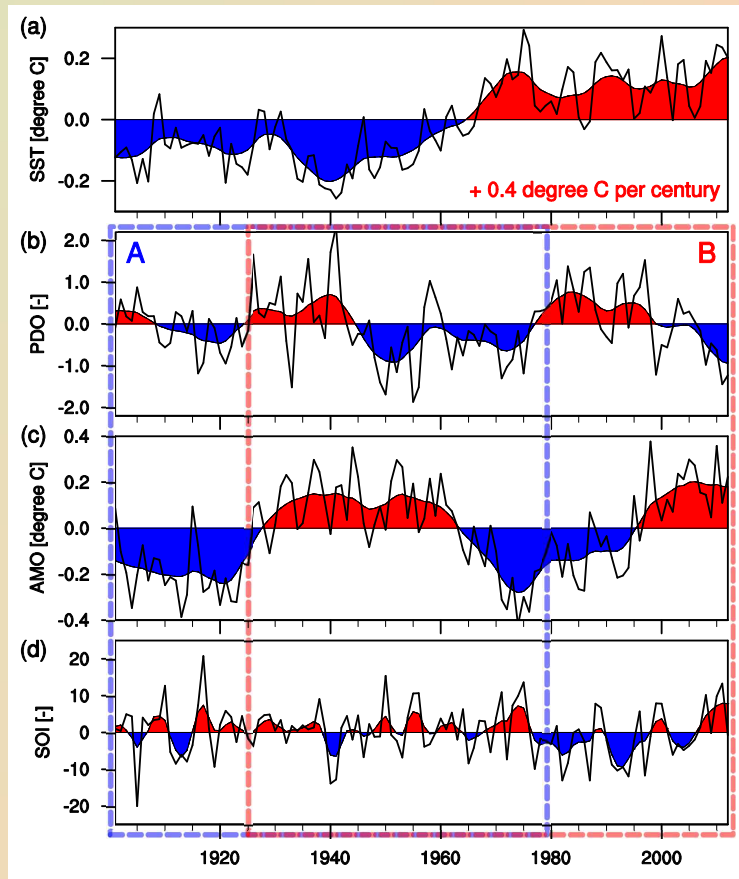 (a)
SST [degree C]
0.2
0.0
-0.2
+ 0.4 degree C per century
(b)
PDO [-]
2.0
1.0
0.0
-1.0
-2.0
A
B
(c)
AMO [degree C]
0.4
0.2
0.0
-0.2
-0.4
(d)
SOI [-]
20
10
0
-10
-20
1920 1940 1960 1980 2000